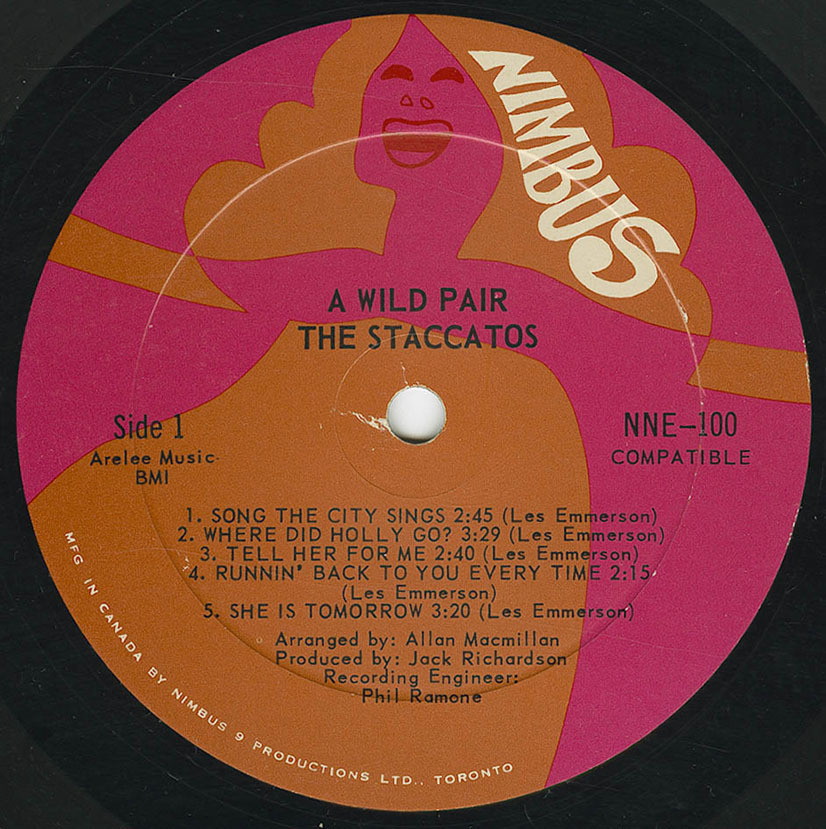 NIMBUS
A WILD PAIR
THE STACCATOS
Side 1
Arelee Music-
BMI
NNE-100
COMPATIBLE
1. SONG THE CITY SINGS 2:45 (Les Emmerson)
2. WHERE DID HOLLY GO? 3:29 (Les Emmerson)
3. TELL HER FOR ME 2:40 (Les Emmerson)
4. RUNNIN' BACK TO YOU EVERY TIME 2:15
(Les Emmerson)
5. SHE IS TOMORROW 3:20 (Les Emmerson)
Arranged by: Allan Macmillan
Produced by: Jack Richardson
Recording Engineer:
Phil Ramone
MFG IN CANADA BY NIMBUS 9 PRODUCTIONS LTD., TORONTO